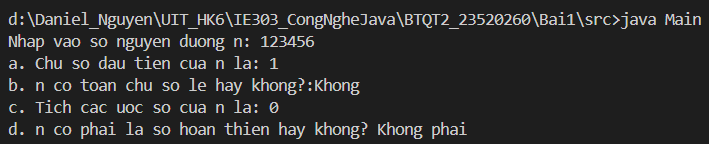 d:\Daniel_Nguyen\UIT_HK6\IE303_CongNgheJava\BTQT2_23520260\Bai1\src>java Main
Nhap vao so nguyen duong n: 123456
a. Chu so dau tien cua n la: 1
b. n co toan chu so le hay khong?:Khong
c. Tich cac uoc so cua n la: 0
d. n co phai la so hoan thien hay khong? Khong phai